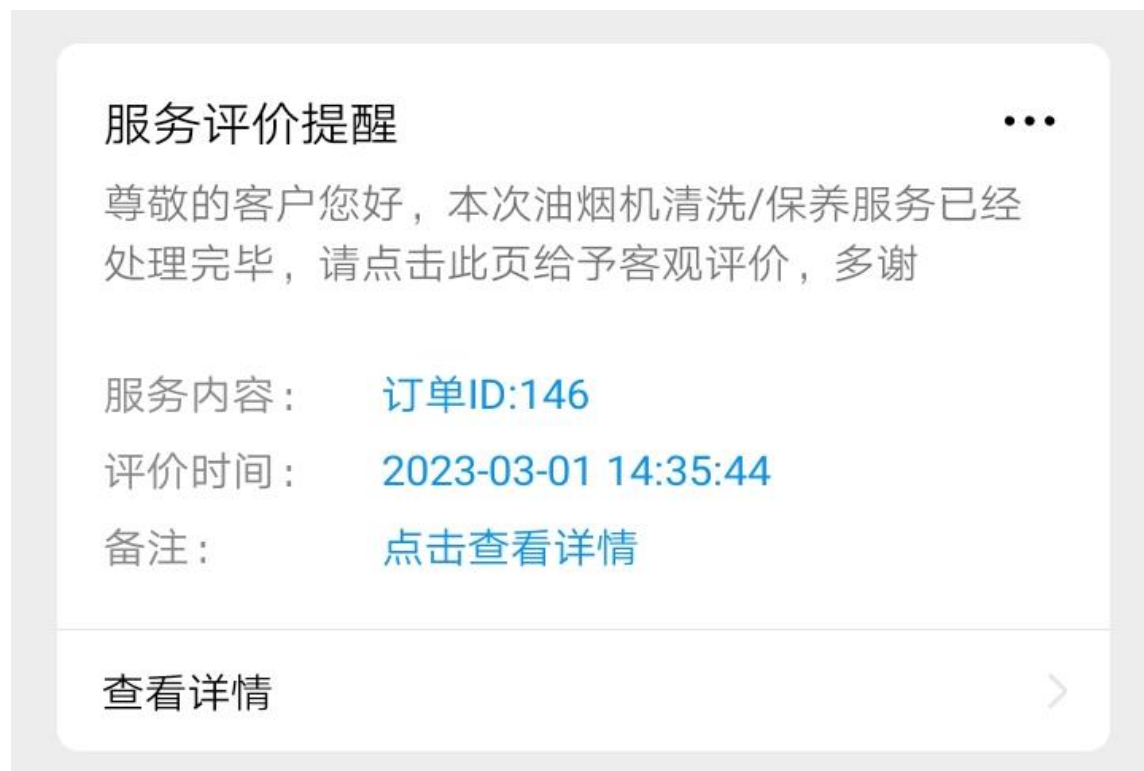 服务评价提醒
尊敬的客户您好，本次油烟机清洗/保养服务已经
处理完毕，请点击此页给予客观评价，多谢
服务内容： 订单ID:146
评价时间： 2023-03-01 14:35:44
备注： 点击查看详情
查看详情